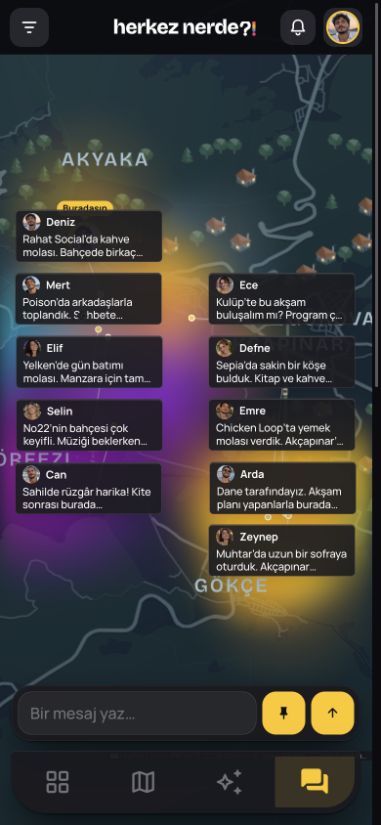 herkez nerde?!
AKYAKA
Buradasın
Deniz
Rahat Social'da kahve
molası. Bahçede birkaç...
Mert
Poison'da arkadaşlarla
toplandık. hbete...
Ece
Kulüp'te bu akşam
buluşalım mı? Program ç...
Elif
Yelken'de gün batımı
molası. Manzara için tam...
Defne
Sepia'da sakin bir köşe
bulduk. Kitap ve kahve...
PINAR
Selin
No22'nin bahçesi çok
keyifli. Müziği beklerken...
Emre
Chicken Loop'ta yemek
molası verdik. Akçapınar'...
Can
Sahilde rüzgâr harika! Kite
sonrası burada...
Arda
Dane tarafındayız. Akşam
planı yapanlarla burada...
Zeynep
Muhtar'da uzun bir sofraya
oturduk. Akçapınar...
GÖKÇE
Bir mesaj yaz...